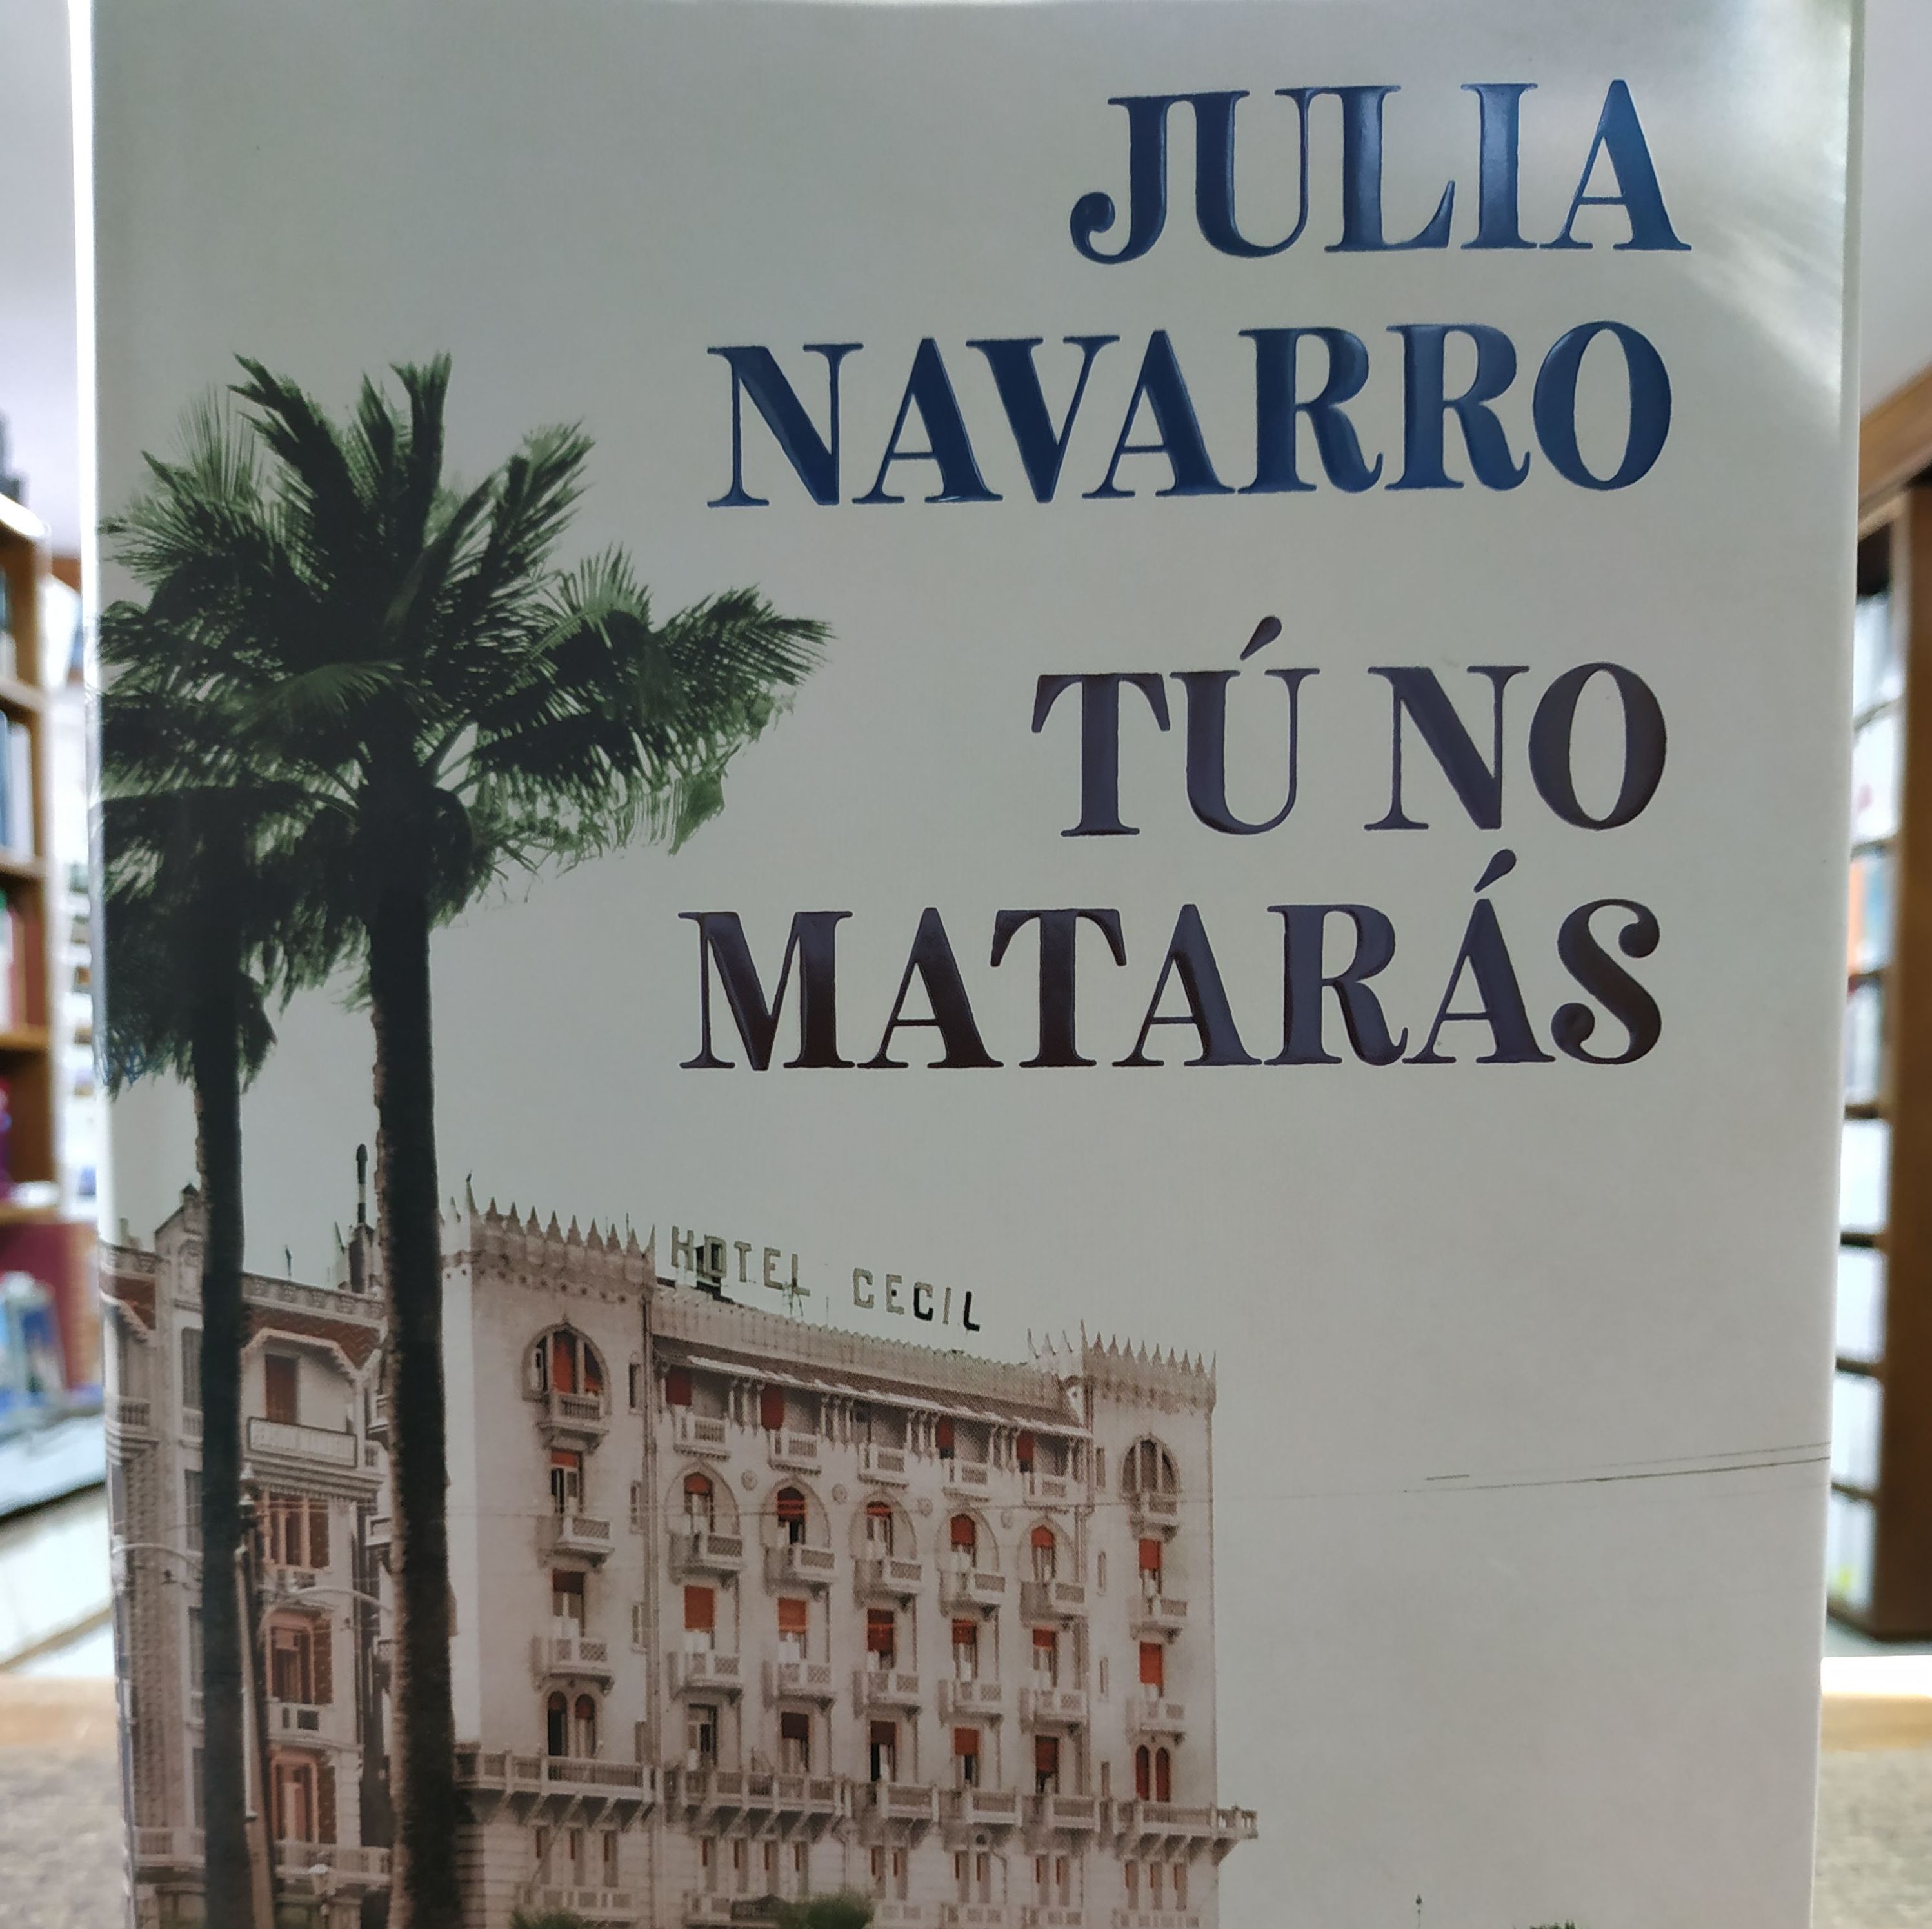 JULIA
NAVARRO
TÚ NO
MATARÁS
HOTEL CECIL